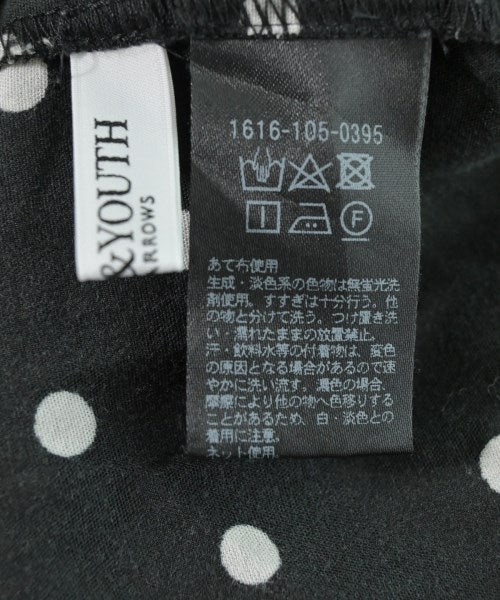 &YOUTH
RROWS
1616-105-0395
F
あて布使用
生成・淡色系の色物は無蛍光洗
剤使用。すすぎは十分行う。他
の物と分けて洗う。つけ置き洗
い・濡れたままの放置禁止。
汗・飲料水等の付着物は、変色
の原因となる場合があるので速
やかに洗い流す。濃色の場合、
摩擦により他の物へ色移りする
ことがあるため、白・淡色との
着用に注意。
ネット使用